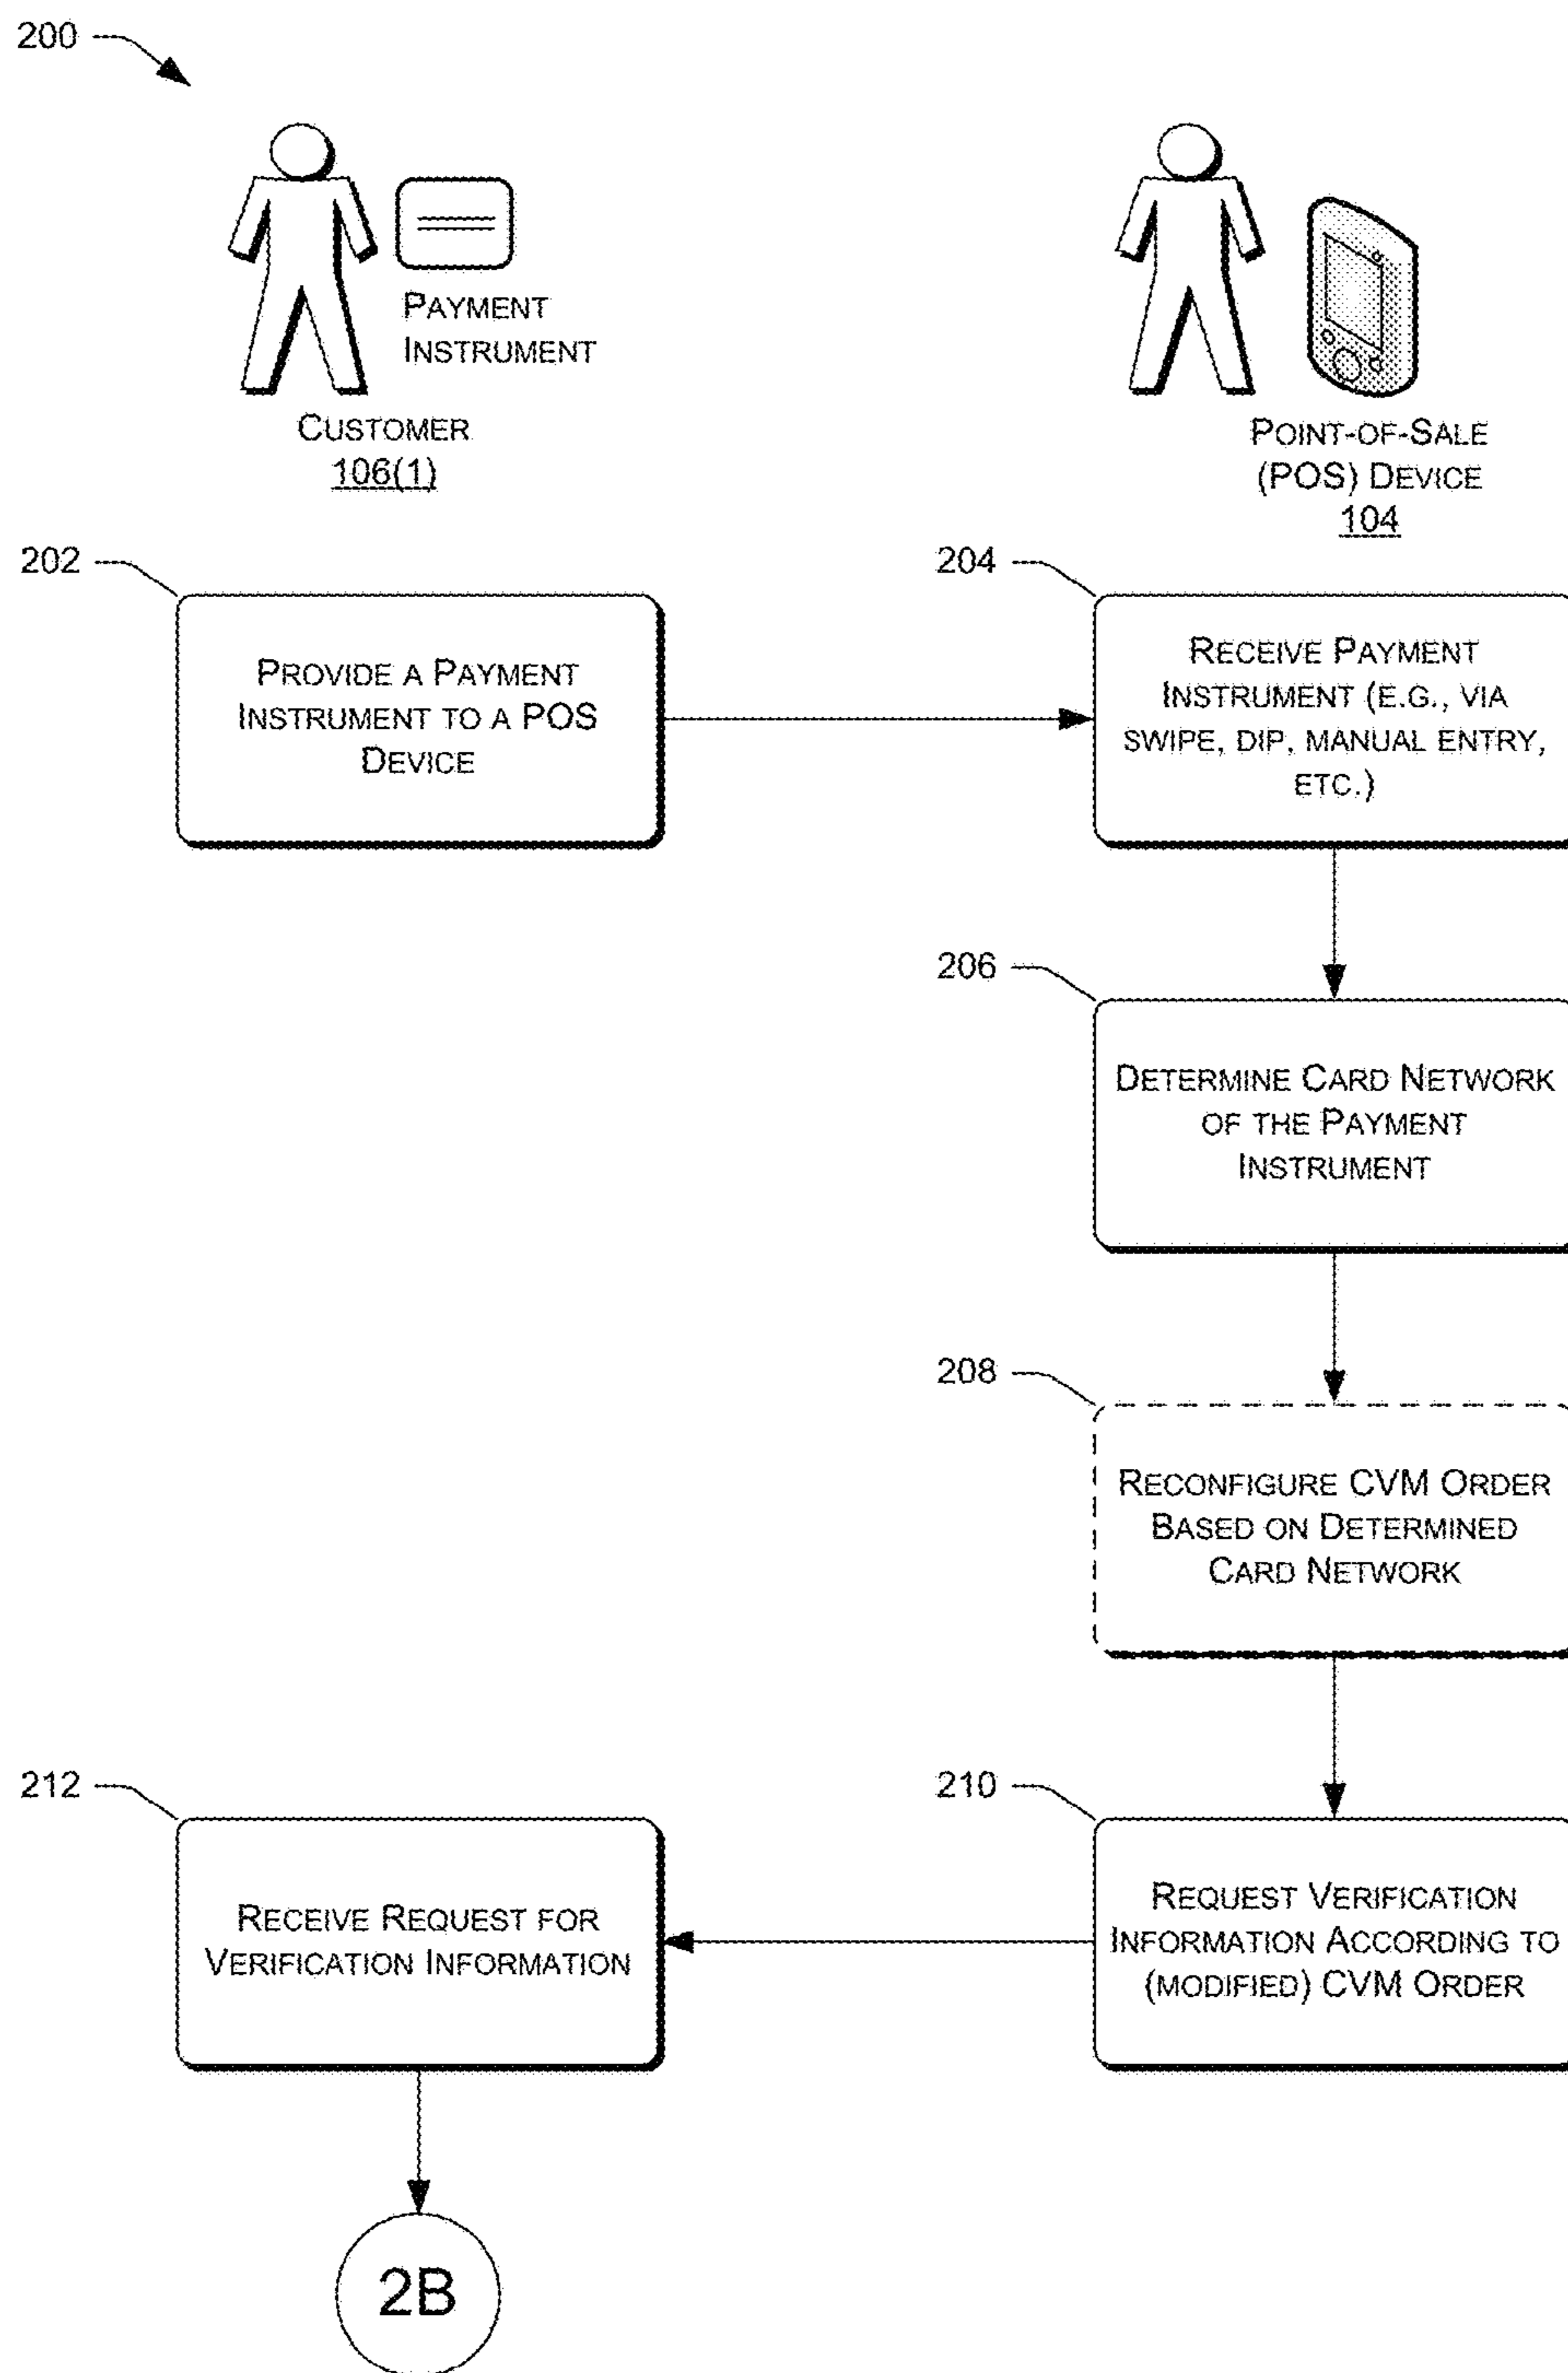 200
PAYMENT
INSTRUMENT
CUSTOMER
106(1)
POINT-OF-SALE
(POS) DEVICE
104
202
PROVIDE A PAYMENT
INSTRUMENT TO A POS
DEVICE
204
RECEIVE PAYMENT
INSTRUMENT (E.G., VIA
SWIPE, DIP, MANUAL ENTRY,
ETC.)
206
DETERMINE CARD NETWORK
OF THE PAYMENT
INSTRUMENT
208
RECONFIGURE CVM ORDER
BASED ON DETERMINED
CARD NETWORK
212
RECEIVE REQUEST FOR
VERIFICATION INFORMATION
210
REQUEST VERIFICATION
INFORMATION ACCORDING TO
(MODIFIED) CVM ORDER
2B